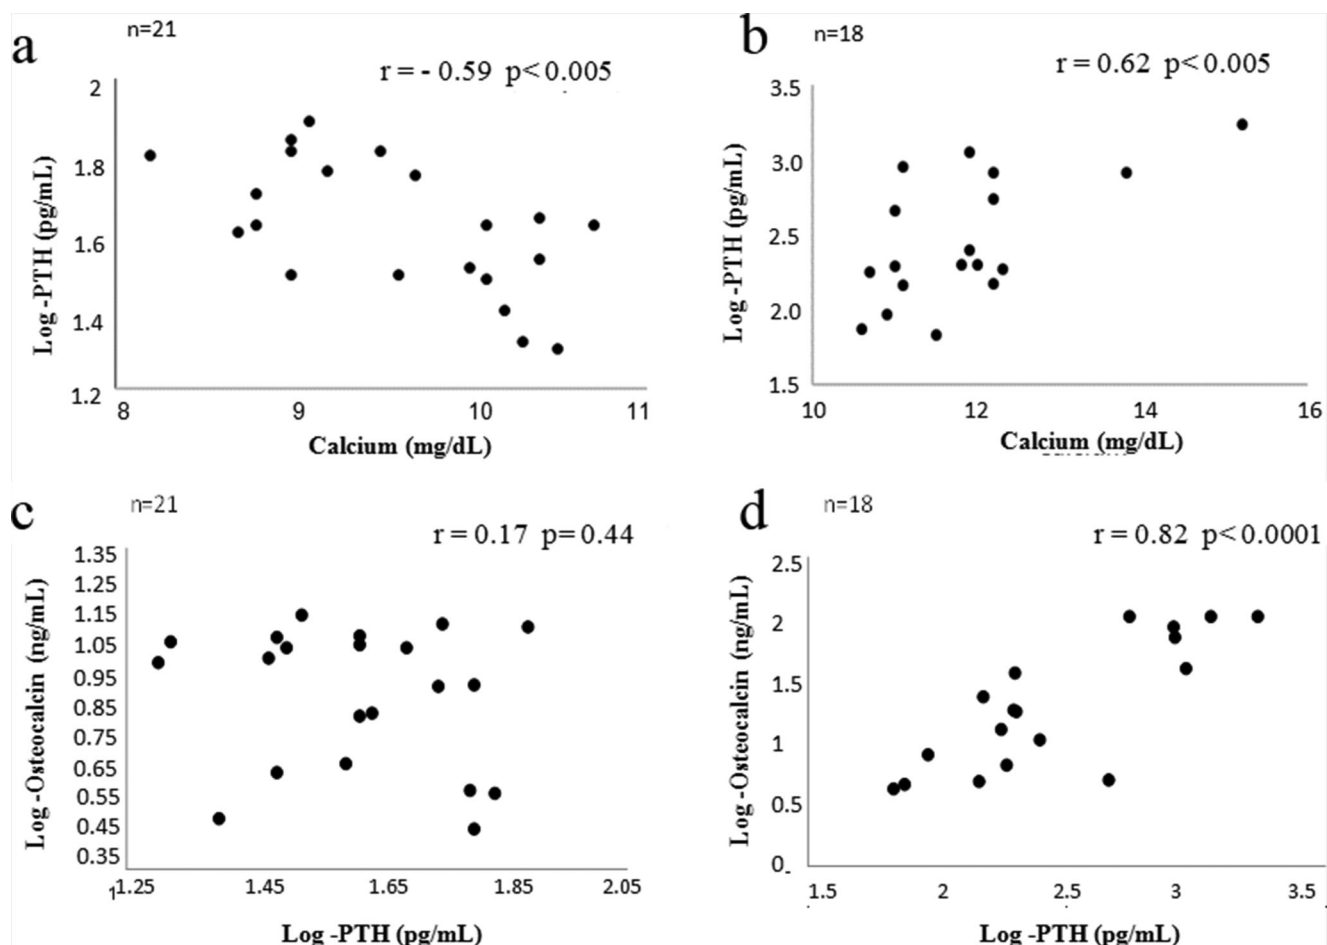 a
n=21
r = - 0.59 p< 0.005
2
1.8
1.6
1.4
1.2
8 9 10 11
Log -PTH (pg/mL)
Calcium (mg/dL)
b
n=18
r = 0.62 p< 0.005
3.5
3.0
2.5
2.0
1.5
10 12 14 16
Log -PTH (pg/mL)
Calcium (mg/dL)
c
n=21
r = 0.17 p= 0.44
1.35
1.25
1.15
1.05
0.95
0.85
0.75
0.65
0.55
0.45
0.35
1.25 1.45 1.65 1.85 2.05
Log -Osteocalcin (ng/mL)
Log -PTH (pg/mL)
d
n=18
r = 0.82 p< 0.0001
2.5
2
1.5
1
0.5
0
1.5 2 2.5 3 3.5
Log -Osteocalcin (ng/mL)
Log -PTH (pg/mL)